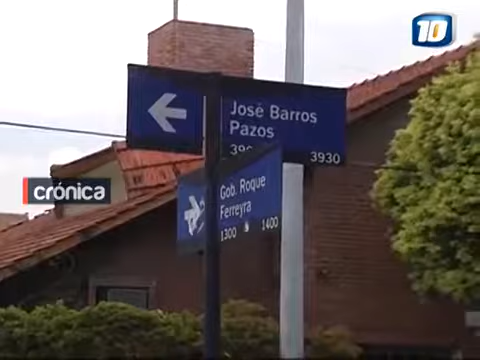 10
José Barros
Pazos
3930
crónica
Gob. Roque
Ferreyra
1300 1400